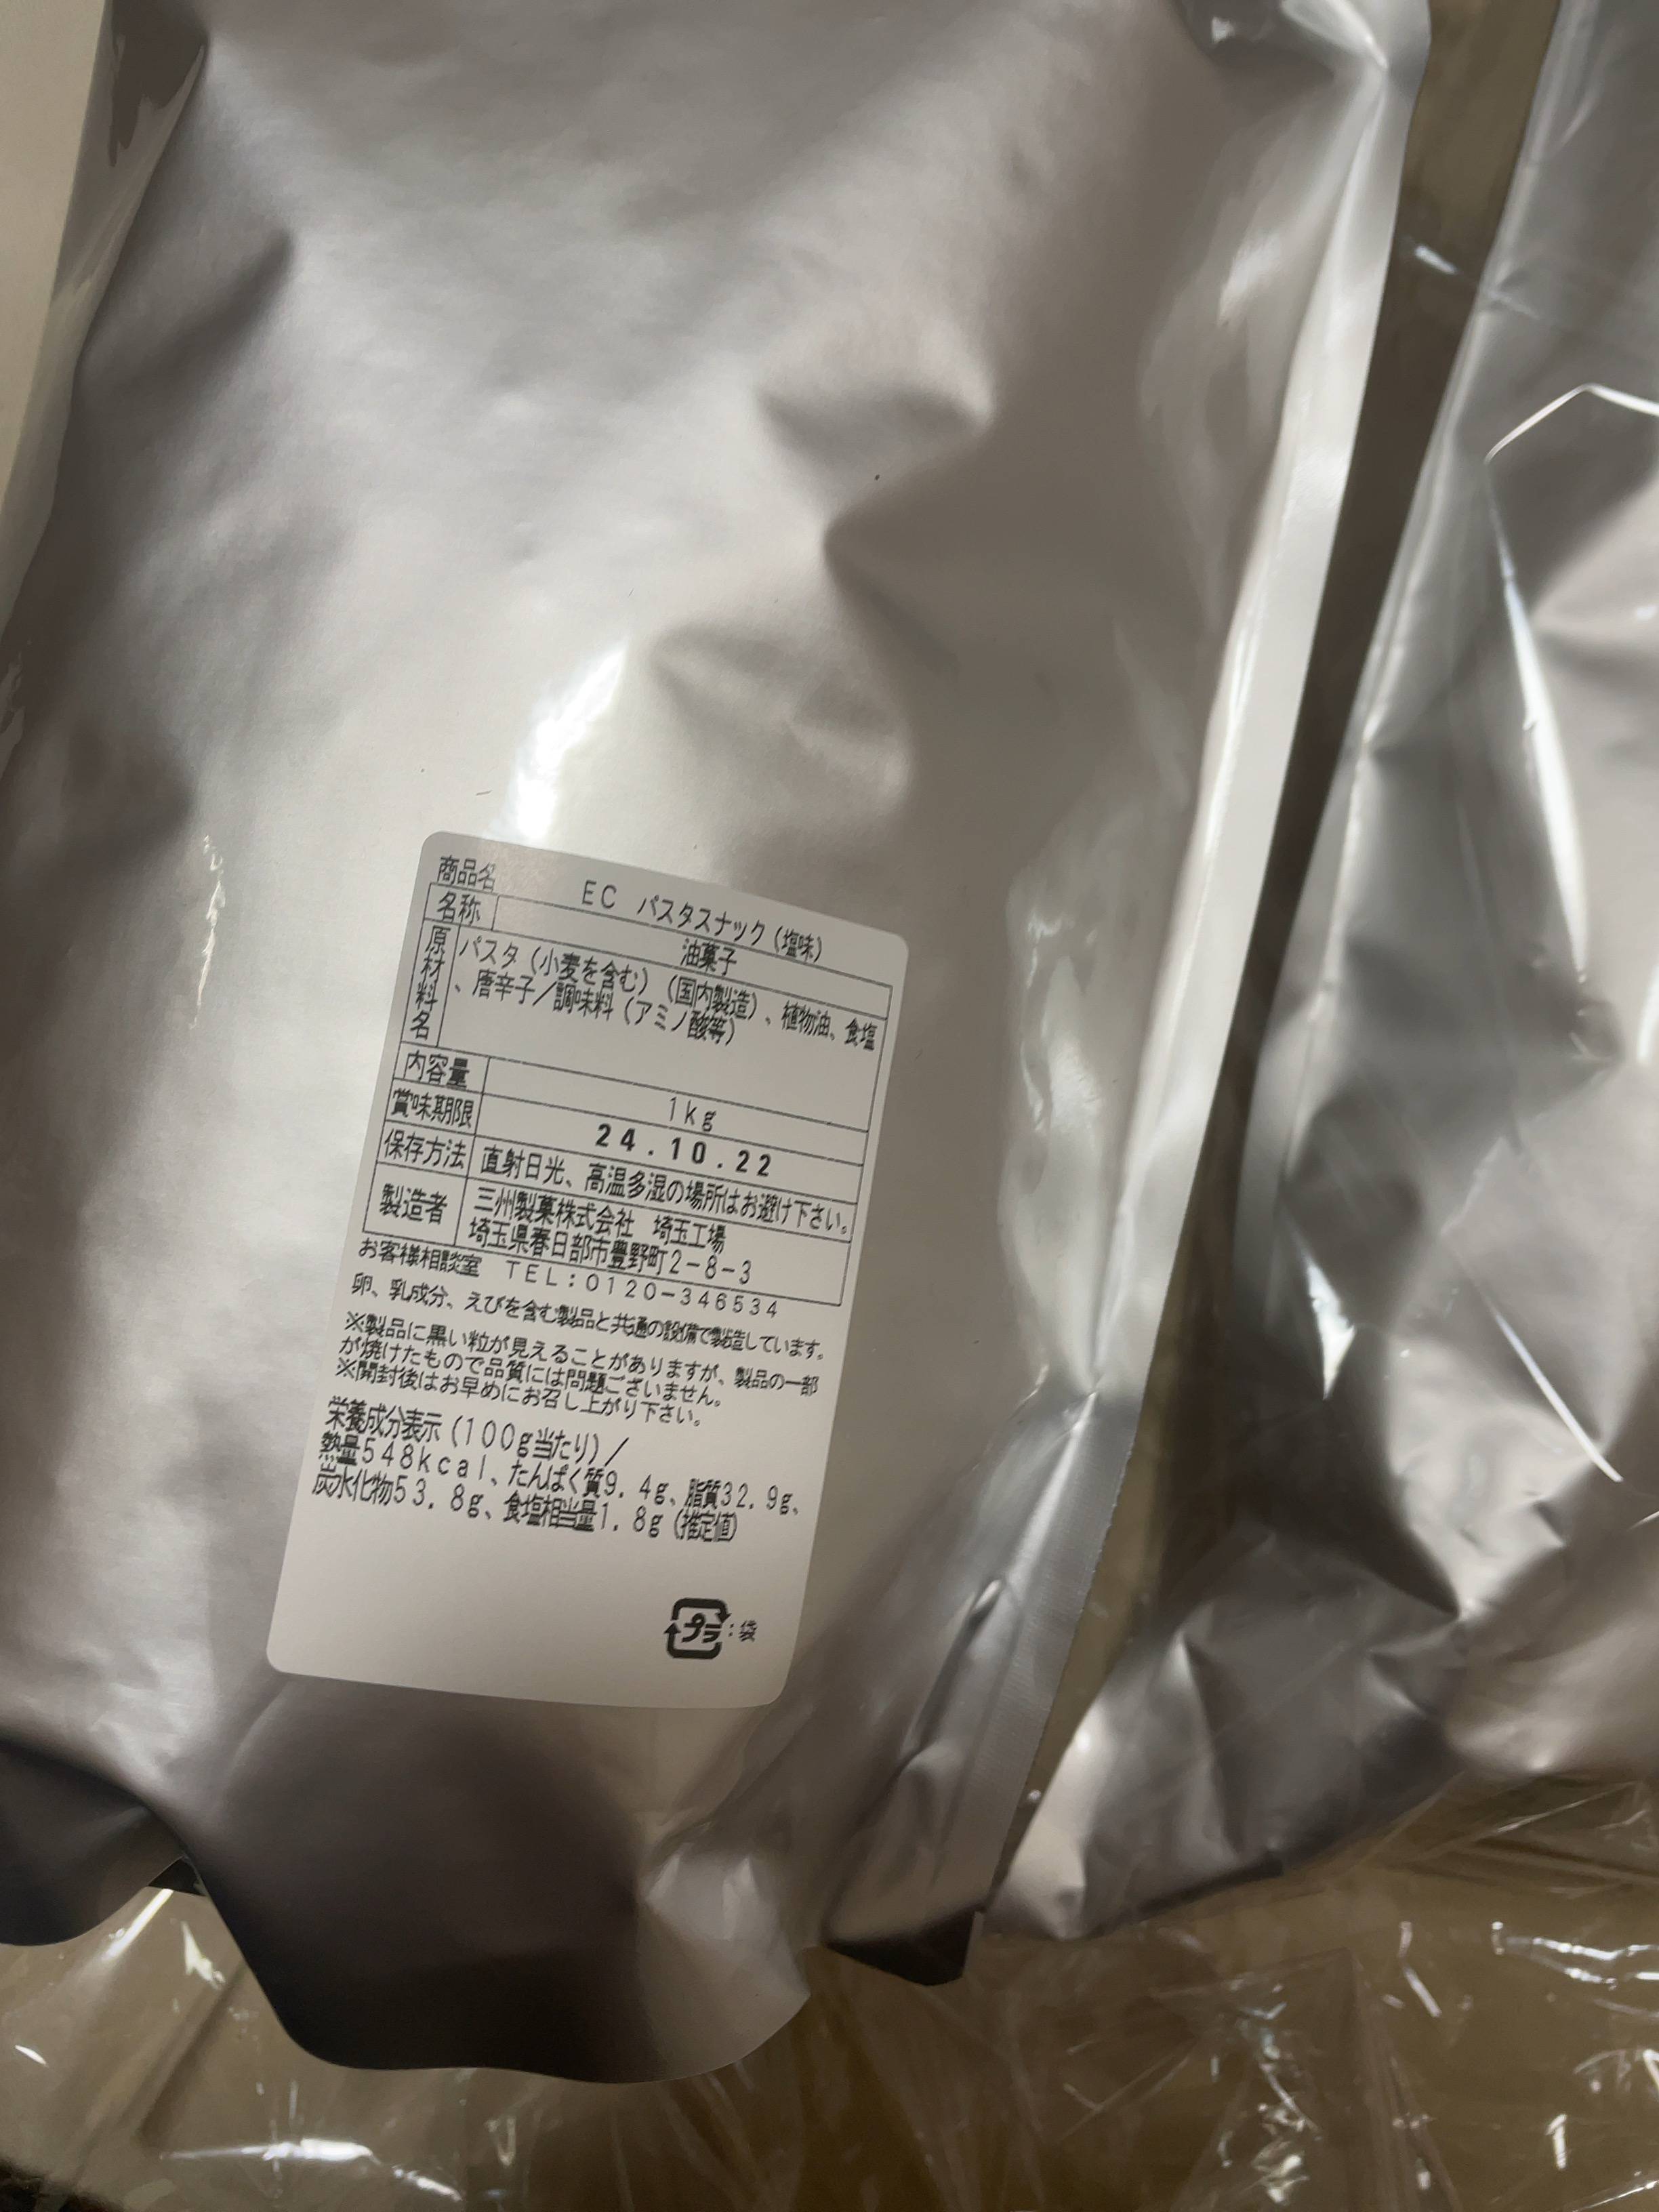 商品名 EC パスタスナック(塩味)
名称 油菓子
原材料名 パスタ(小麦を含む)(国内製造)、植物油、食塩
、唐辛子/調味料(アミノ酸等)
内容量 1kg
賞味期限 24.10.22
保存方法 直射日光、高温多湿の場所はお避け下さい。
製造者 三州製菓株式会社 埼玉工場
埼玉県春日部市豊野町2-8-3
お客様相談室 TEL:0120-346534
卵、乳成分、えびを含む製品と共通の設備で製造しています。
※製品に黒い粒が見えることがありますが、製品の一部
が焼けたもので品質には問題ございません。
※開封後はお早めにお召し上がり下さい。
栄養成分表示(100g当たり)/
熱量548kcal、たんぱく質9.4g、脂質32.9g、
炭水化物53.8g、食塩相当量1.8g(推定値)
プラ:袋